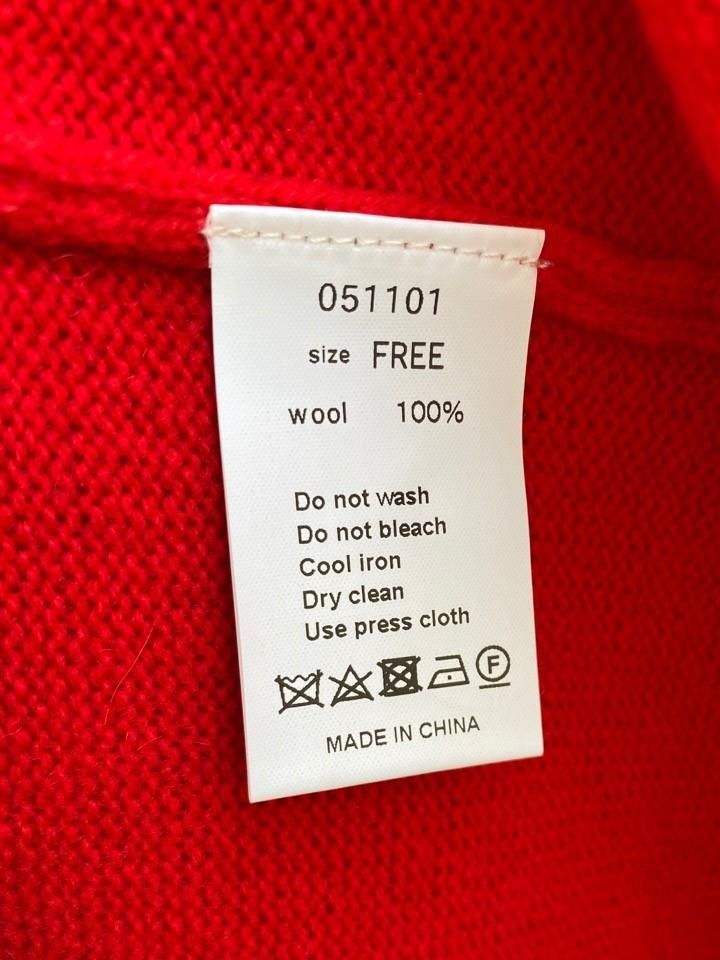 051101
size FREE
wool 100%
Do not wash
Do not bleach
Cool iron
Dry clean
Use press cloth
F
MADE IN CHINA